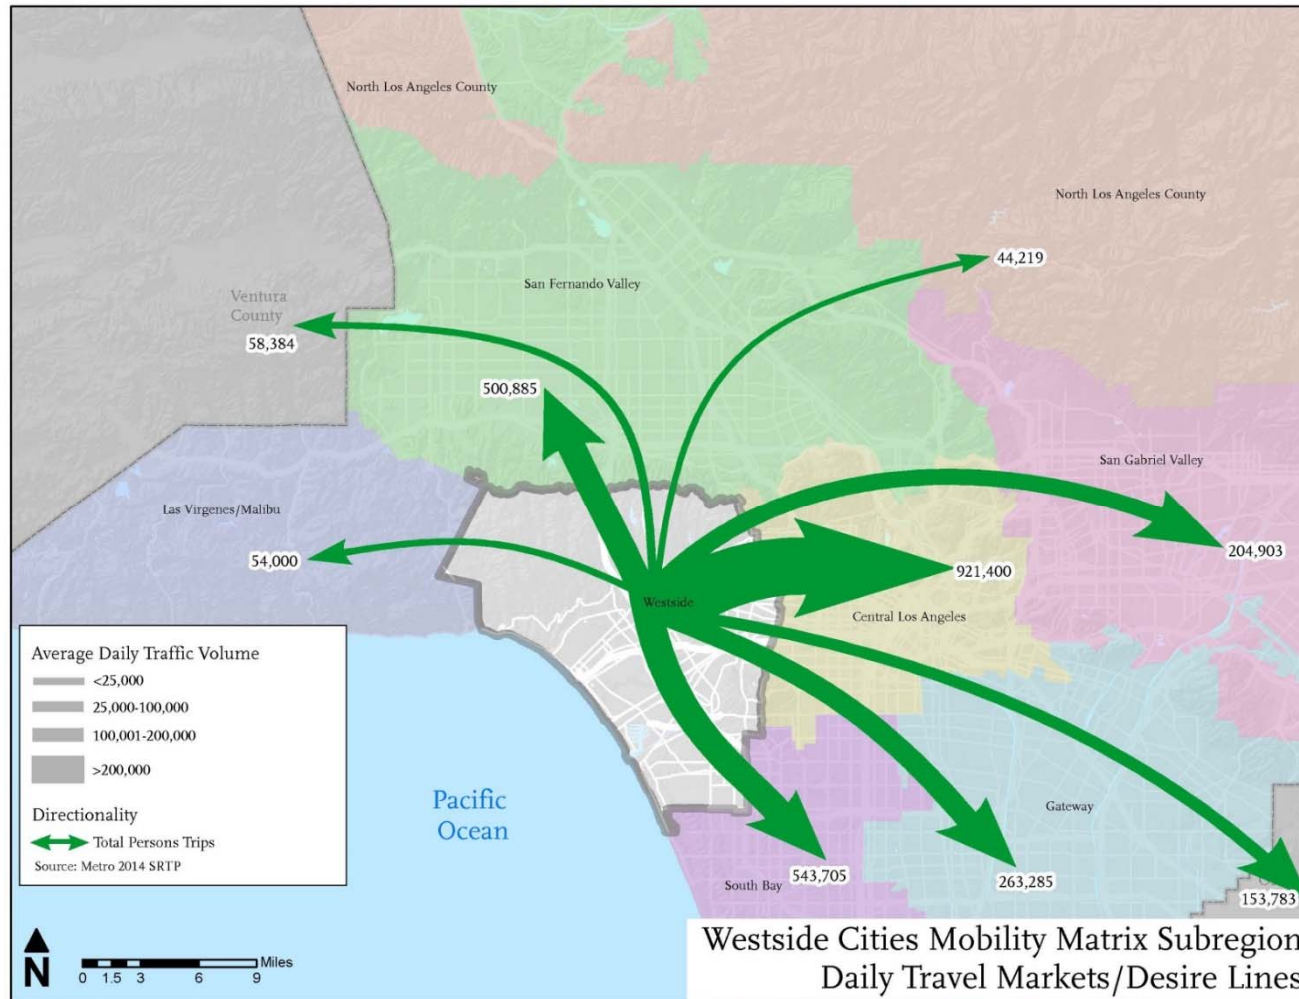 North Los Angeles County
North Los Angeles County
44,219
San Fernando Valley
Ventura
County
58,384
500,885
San Gabriel Valley
Las Virgenes/Malibu
204,903
54,000
921,400
Westside
Central Los Angeles
Average Daily Traffic Volume
<25,000
25,000-100,000
100,001-200,000
>200,000
Directionality
Total Persons Trips
Source: Metro 2014 SRTP
Pacific
Ocean
Gateway
South Bay
543,705
263,285
153,783
N
Miles
0 1.5 3 6 9
Westside Cities Mobility Matrix Subregion
Daily Travel Markets/Desire Lines